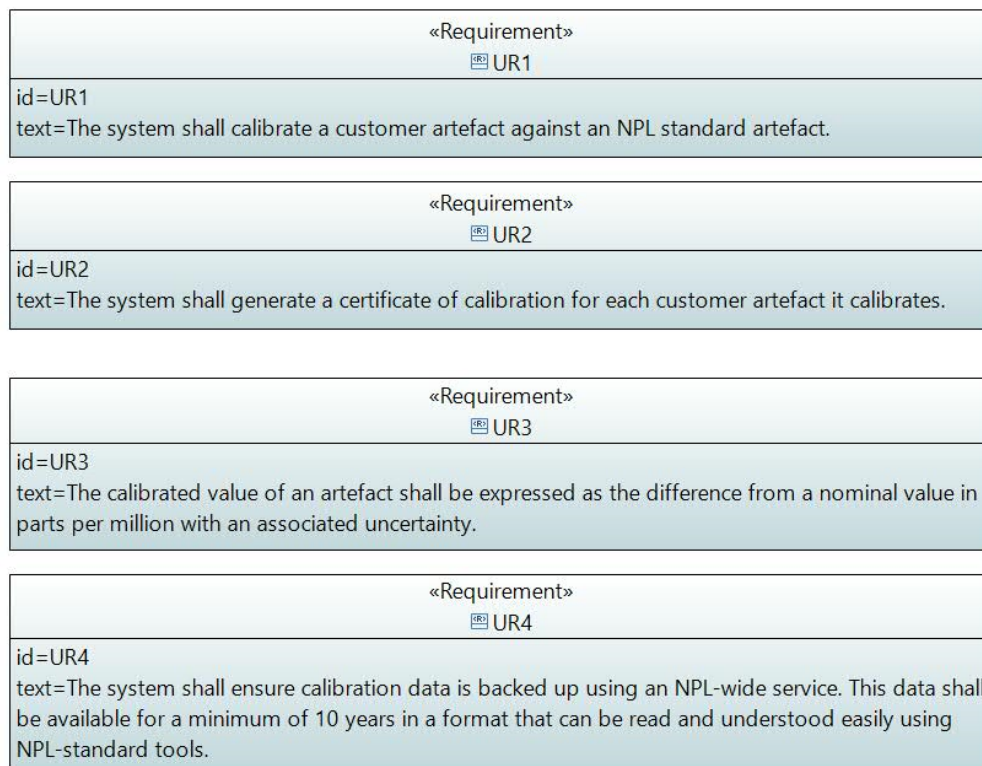 «Requirement»
UR1
id=UR1
text=The system shall calibrate a customer artefact against an NPL standard artefact.
«Requirement»
UR2
id=UR2
text=The system shall generate a certificate of calibration for each customer artefact it calibrates.
«Requirement»
UR3
id=UR3
text=The calibrated value of an artefact shall be expressed as the difference from a nominal value in
parts per million with an associated uncertainty.
«Requirement»
UR4
id=UR4
text=The system shall ensure calibration data is backed up using an NPL-wide service. This data shall
be available for a minimum of 10 years in a format that can be read and understood easily using
NPL-standard tools.